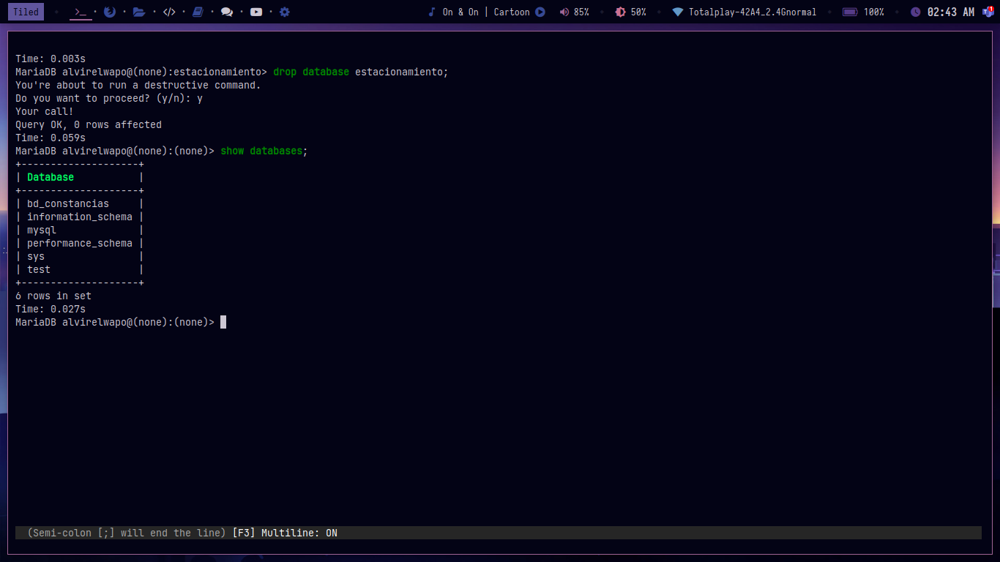 Tiled >_ </> On & On | Cartoon 85% 50% Totalplay-42A4_2.4Gnormal 100% 02:43 AM 1
Time: 0.003s
MariaDB alvirelwapo@(none):estacionamiento> drop database estacionamiento;
You're about to run a destructive command.
Do you want to proceed? (y/n): y
Your call!
Query OK, 0 rows affected
Time: 0.059s
MariaDB alvirelwapo@(none):(none)> show databases;
+--------------------+
| Database           |
+--------------------+
| bd_constancias     |
| information_schema |
| mysql              |
| performance_schema |
| sys                |
| test               |
+--------------------+
6 rows in set
Time: 0.027s
MariaDB alvirelwapo@(none):(none)>
(Semi-colon [;] will end the line) [F3] Multiline: ON